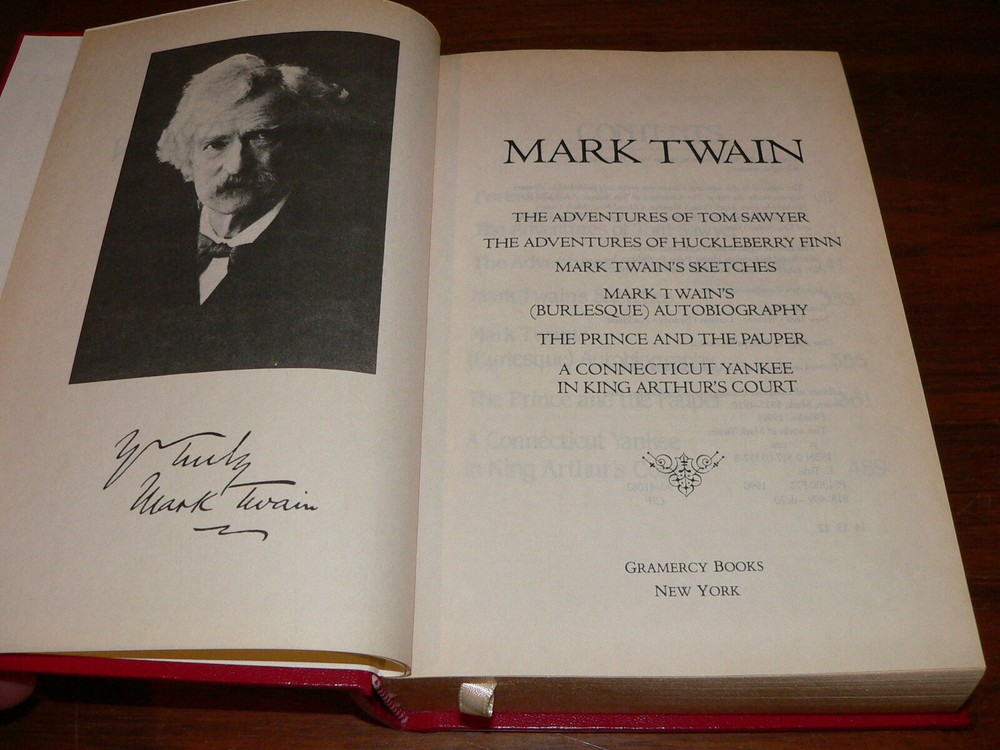 Yrs Truly
Mark Twain
MARK TWAIN
THE ADVENTURES OF TOM SAWYER
THE ADVENTURES OF HUCKLEBERRY FINN
MARK TWAIN'S SKETCHES
MARK TWAIN'S
(BURLESQUE) AUTOBIOGRAPHY
THE PRINCE AND THE PAUPER
A CONNECTICUT YANKEE
IN KING ARTHUR'S COURT
GRAMERCY BOOKS
NEW YORK